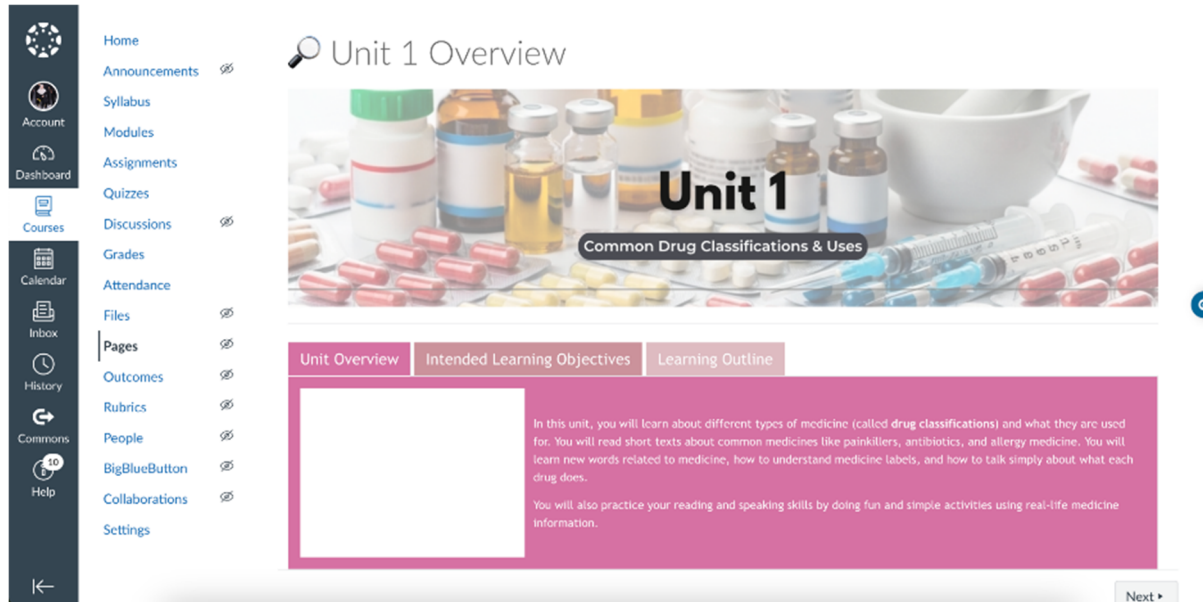 Account
Dashboard
Courses
Calendar
Inbox
History
Commons
10
Help
Home
Announcements
Syllabus
Modules
Assignments
Quizzes
Discussions
Grades
Attendance
Files
Pages
Outcomes
Rubrics
People
BigBlueButton
Collaborations
Settings
Unit 1 Overview
Unit 1
Common Drug Classifications & Uses
Unit Overview
Intended Learning Objectives
Learning Outline
In this unit, you will learn about different types of medicine (called drug classifications) and what they are used
for. You will read short texts about common medicines like painkillers, antibiotics, and allergy medicine. You will
learn new words related to medicine, how to understand medicine labels, and how to talk simply about what each
drug does.
You will also practice your reading and speaking skills by doing fun and simple activities using real-life medicine
information.
Next